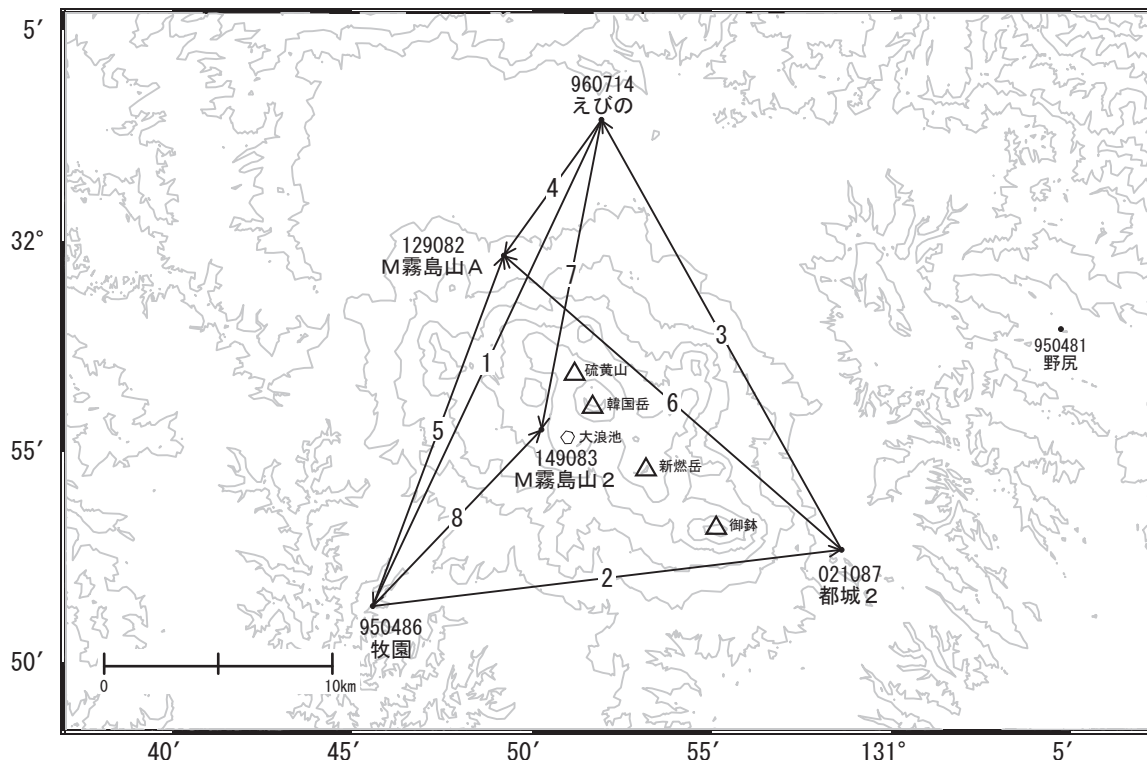 5′
960714
えびの
4
32°
129082
M霧島山A
7
3
950481
野尻
1
硫黄山
韓国岳
6
5
大浪池
55′
149083
M霧島山2
新燃岳
8
御鉢
021087
都城2
2
950486
牧園
50′
0
10km
40′
45′
50′
55′
131°
5′